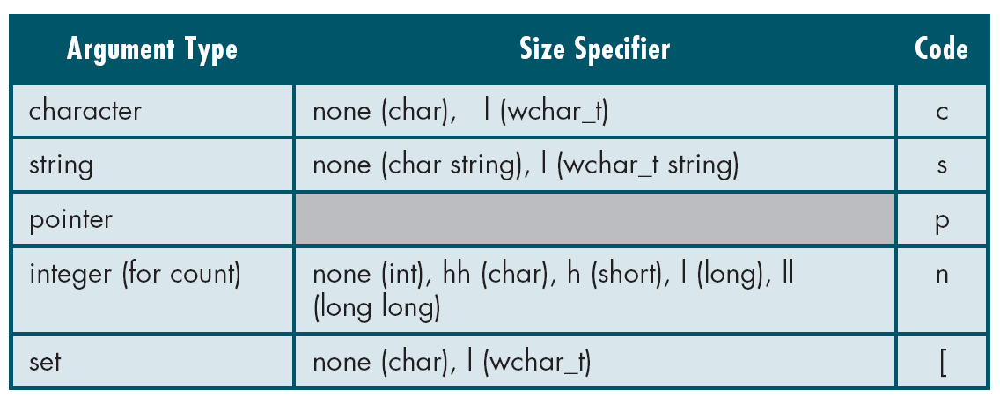 Argument Type Size Specifier Code
character none (char), l (wchar_t) c
string none (char string), l (wchar_t string) s
pointer p
integer (for count) none (int), hh (char), h (short), l (long), ll n
(long long)
set none (char), l (wchar_t) [